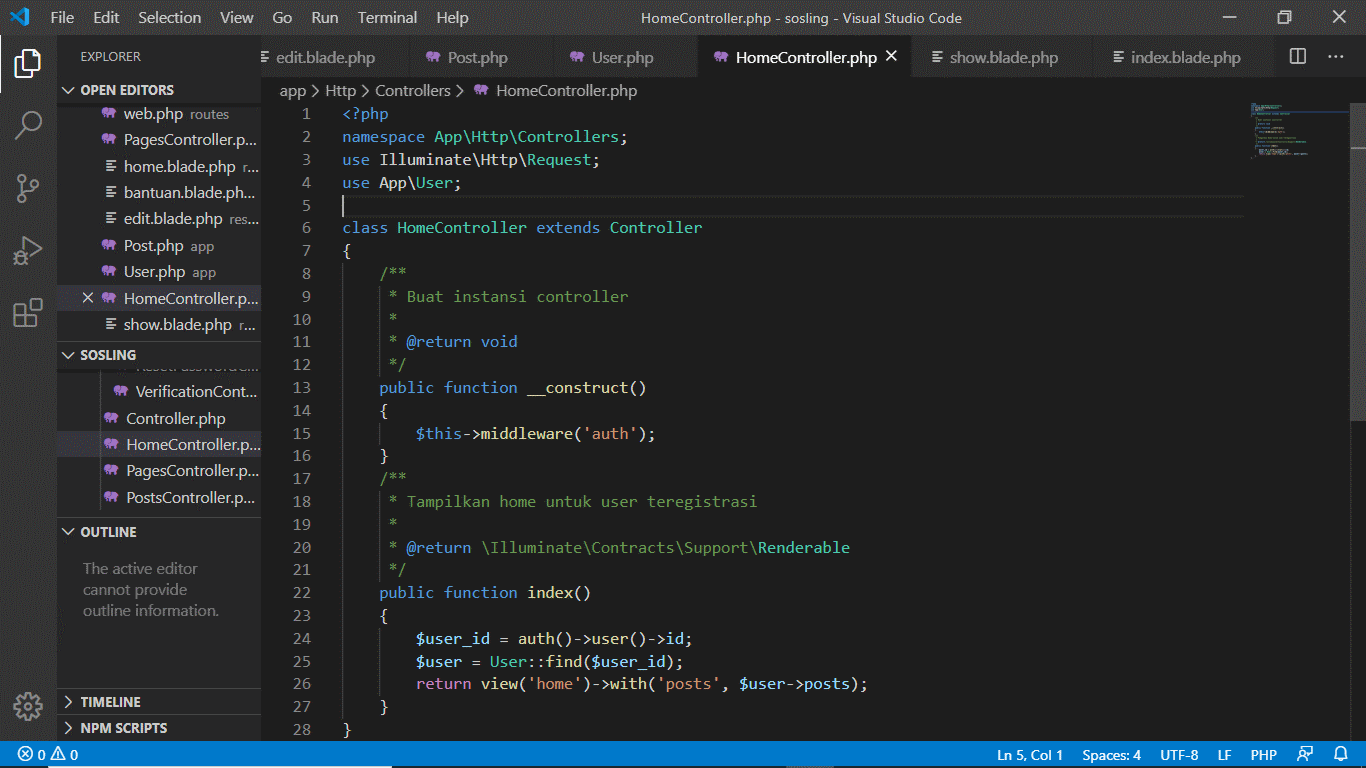 File Edit Selection View Go Run Terminal Help
HomeController.php - sosling - Visual Studio Code
EXPLORER
OPEN EDITORS
web.php routes
PagesController.p...
home.blade.php r...
bantuan.blade.ph...
edit.blade.php res...
Post.php app
User.php app
HomeController.p...
show.blade.php r...
SOSLING
VerificationCont...
Controller.php
HomeController.p...
PagesController.p...
PostsController.p...
OUTLINE
The active editor
cannot provide
outline information.
TIMELINE
NPM SCRIPTS
edit.blade.php Post.php User.php HomeController.php show.blade.php index.blade.php
app > Http > Controllers > HomeController.php
1 <?php
2 namespace App\Http\Controllers;
3 use Illuminate\Http\Request;
4 use App\User;
5
6 class HomeController extends Controller
7 {
8 /**
9 * Buat instansi controller
10 *
11 * @return void
12 */
13 public function __construct()
14 {
15 $this->middleware('auth');
16 }
17 /**
18 * Tampilkan home untuk user teregistrasi
19 *
20 * @return \Illuminate\Contracts\Support\Renderable
21 */
22 public function index()
23 {
24 $user_id = auth()->user()->id;
25 $user = User::find($user_id);
26 return view('home')->with('posts', $user->posts);
27 }
28 }
0 0
Ln 5, Col 1 Spaces: 4 UTF-8 LF PHP